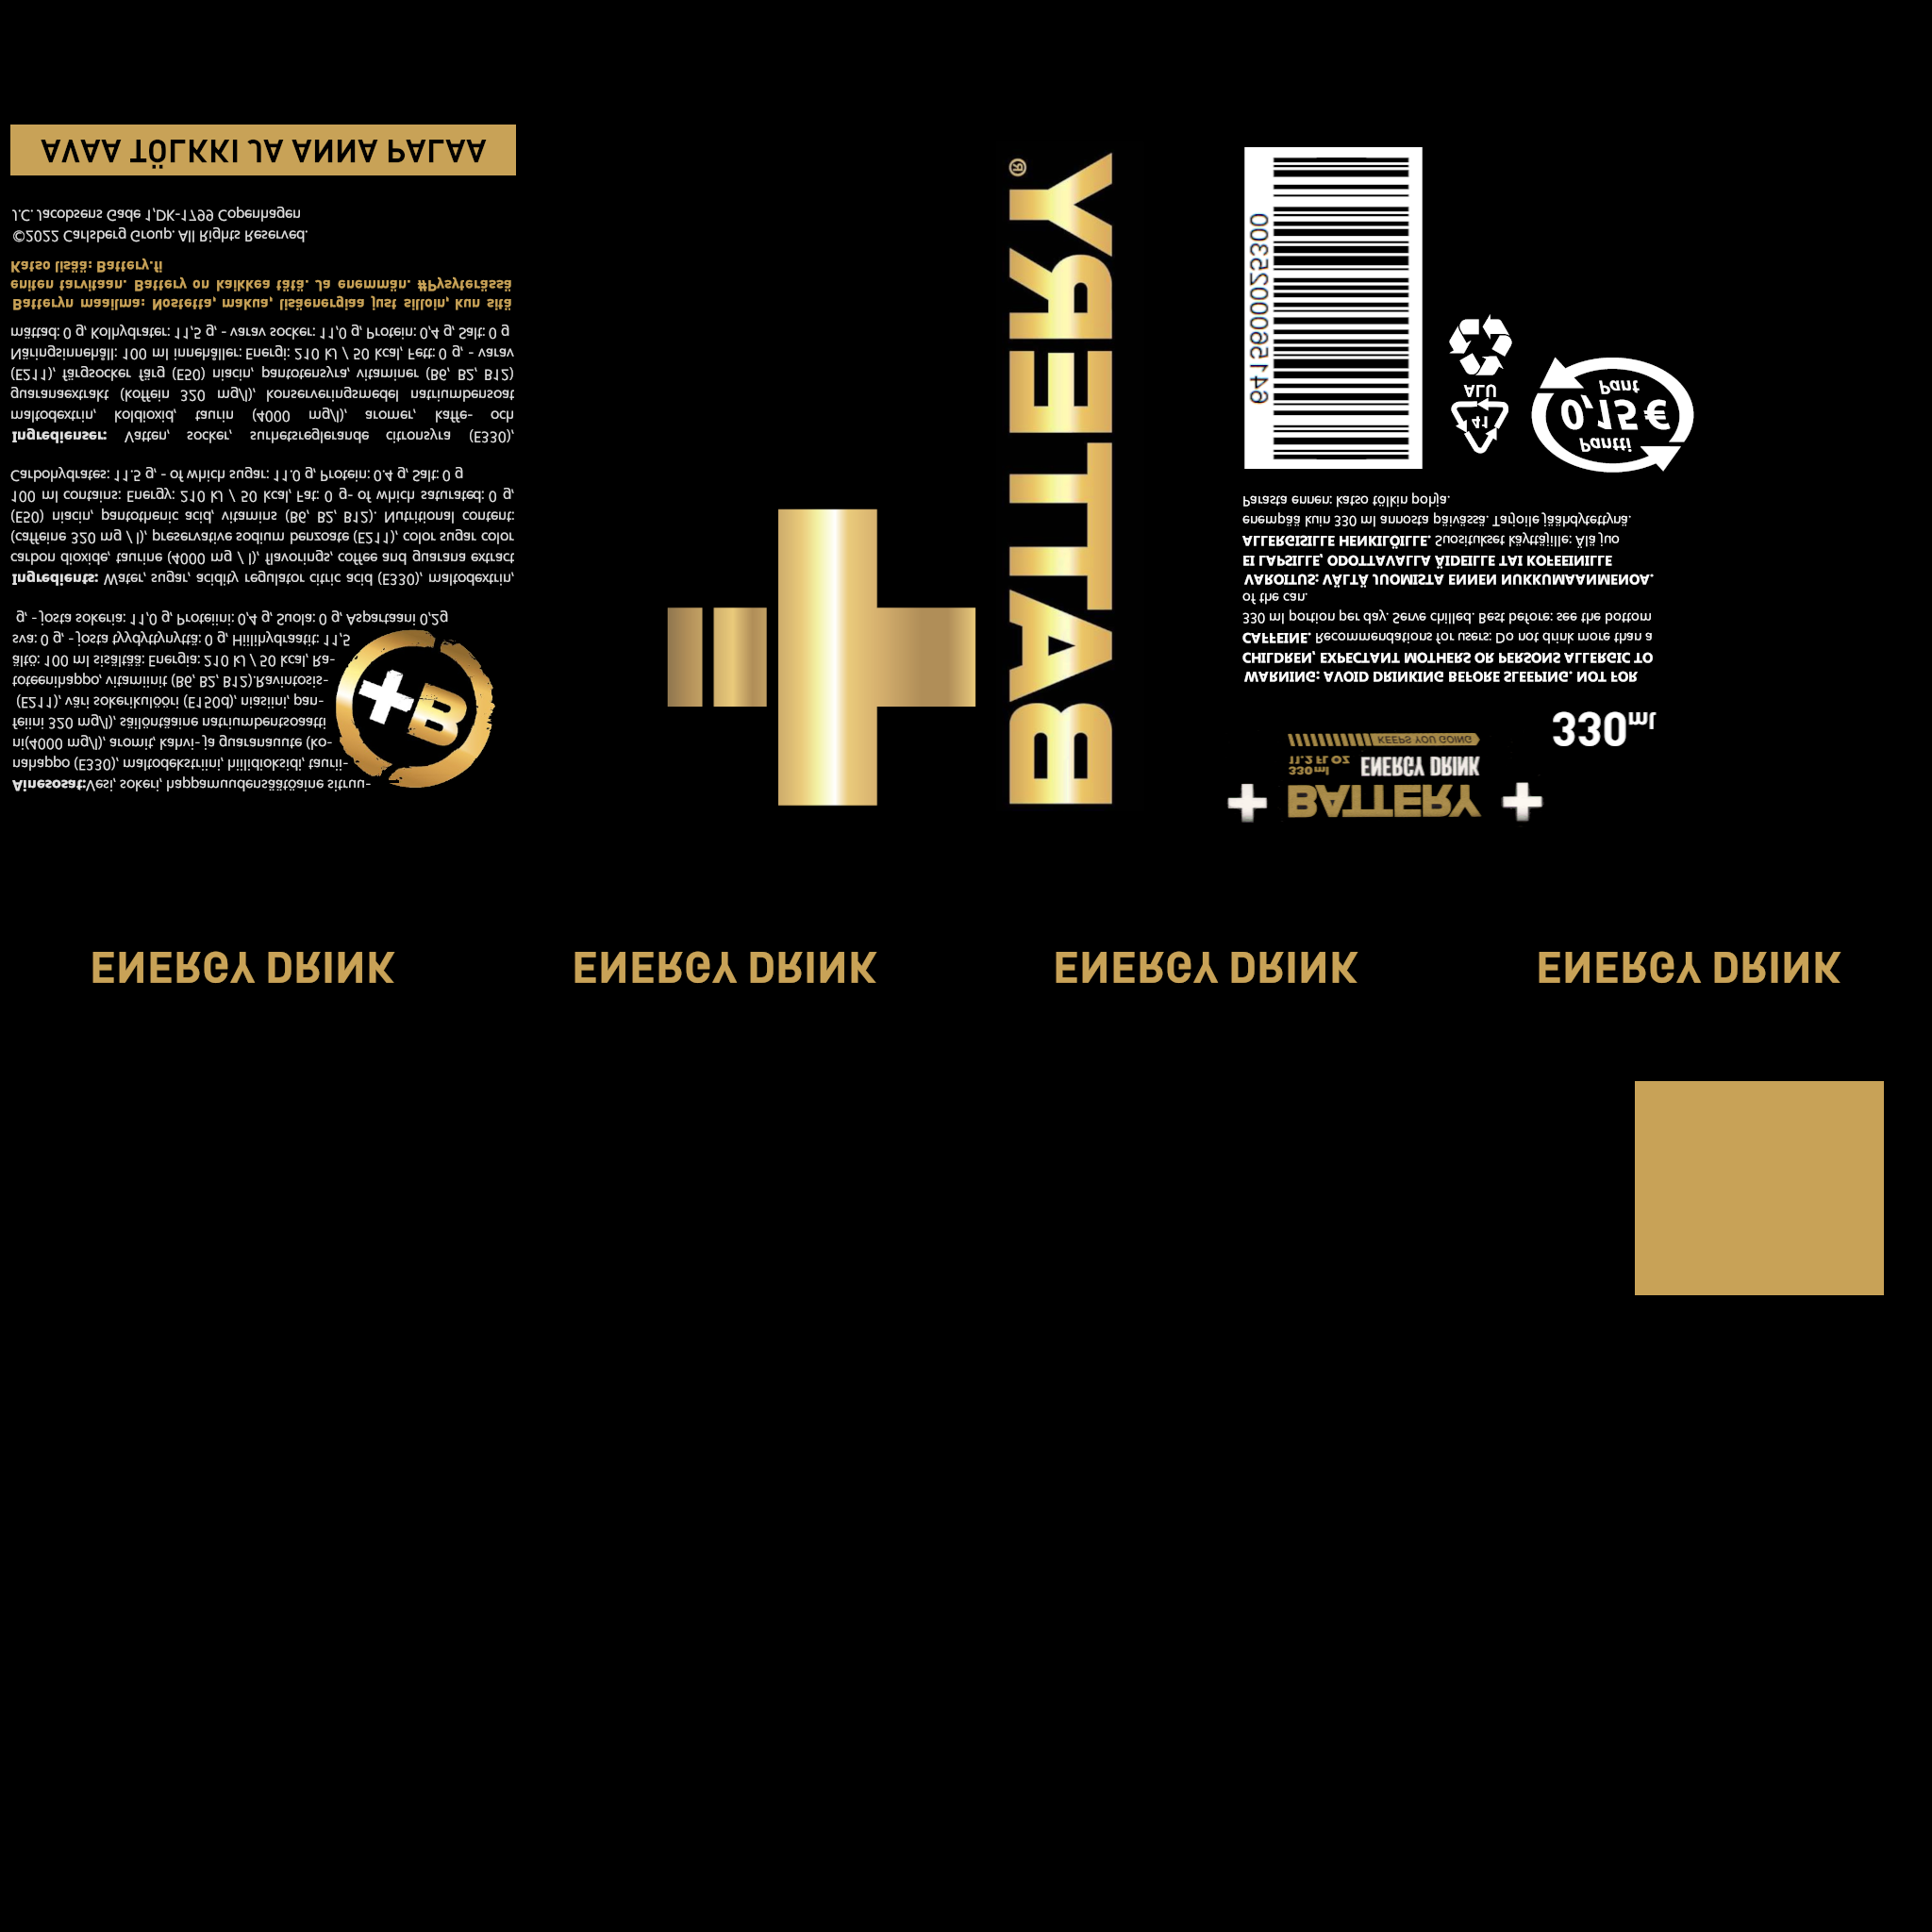 ENERGY DRINK
ENERGY DRINK
ENERGY DRINK
ENERGY DRINK
Ainesosat:Vesi, sokeri, happamuudensäätöaine sitruu-
nahappo (E330), maltodekstriini, hiilidioksidi, taurii-
ni(4000 mg/l), aromit, kahvi- ja guaranauute (ko-
feiini 320 mg/l), säilöntäaine natriumbentsoaatti
(E211), väri sokerikulööri (E150d), niasiini, pan-
toteenihappo, vitamiinit (B6, B2, B12).Ravintosis-
ältö: 100 ml sisältää: Energia: 210 kJ / 50 kcal, Ra-
sva: 0 g, - josta tyydyttynyttä: 0 g, Hiilihydraatit: 11,5
g, - josta sokeria: 11,0 g, Proteiini: 0,4 g, Suola: 0 g, Aspartaani 0,2g
+B
Ingredients: Water, sugar, acidity regulator citric acid (E330), maltodextrin,
carbon dioxide, taurine (4000 mg / l), flavorings, coffee and guarana extract
(caffeine 320 mg / l), preservative sodium benzoate (E211), color sugar color
(E50) niacin, pantothenic acid, vitamins (B6, B2, B12). Nutritional content:
100 ml contains: Energy: 210 kJ / 50 kcal, Fat: 0 g- of which saturated: 0 g,
Carbohydrates: 11.5 g, - of which sugar: 11.0 g, Protein: 0.4 g, Salt: 0 g
Ingredienser: Vatten, socker, surhetsreglerande citronsyra (E330),
maltodextrin, koldioxid, taurin (4000 mg/l), aromer, kaffe- och
guaranaextrakt (koffein 320 mg/l), konserveringsmedel natriumbensoat
(E211), färgsocker färg (E50) niacin, pantotensyra, vitaminer (B6, B2, B12)
Näringsinnehåll: 100 ml innehåller: Energi: 210 kJ / 50 kcal, Fett: 0 g, - varav
mättad: 0 g, Kolhydrater: 11,5 g, - varav socker: 11,0 g, Protein: 0,4 g, Salt: 0 g
Batteryn maailma: Nostetta, makua, lisäenergiaa just silloin, kun sitä
eniten tarvitaan. Battery on kaikkea tätä. Ja enemmän. #Pysyterässä
Katso lisää: Battery.fi
©2022 Carlsberg Group. All Rights Reserved.
J.C. Jacobsens Gade 1,DK-1799 Copenhagen
AVAA TÖLKKI JA ANNA PALAA
BATTERY®
+ BATTERY +
330ml
11.2 FL OZ
ENERGY DRINK
KEEPS YOU GOING
330ml
WARNING: AVOID DRINKING BEFORE SLEEPING. NOT FOR
CHILDREN, EXPECTANT MOTHERS OR PERSONS ALLERGIC TO
CAFFEINE. Recommendations for users: Do not drink more than a
330 ml portion per day. Serve chilled. Best before: see the bottom
of the can.
VAROITUS: VÄLTÄ JUOMISTA ENNEN NUKKUMAANMENOA.
EI LAPSILLE, ODOTTAVALLA ÄIDEILLE TAI KOFEEINILLE
ALLERGISILLE HENKILÖILLE. Suositukset käyttäjille: Älä juo
enempää kuin 330 ml annosta päivässä. Tarjoile jäähdytettynä.
Parasta ennen: katso tölkin pohja.
6415600025300
41
ALU
Pantti
0,15 €
Pant